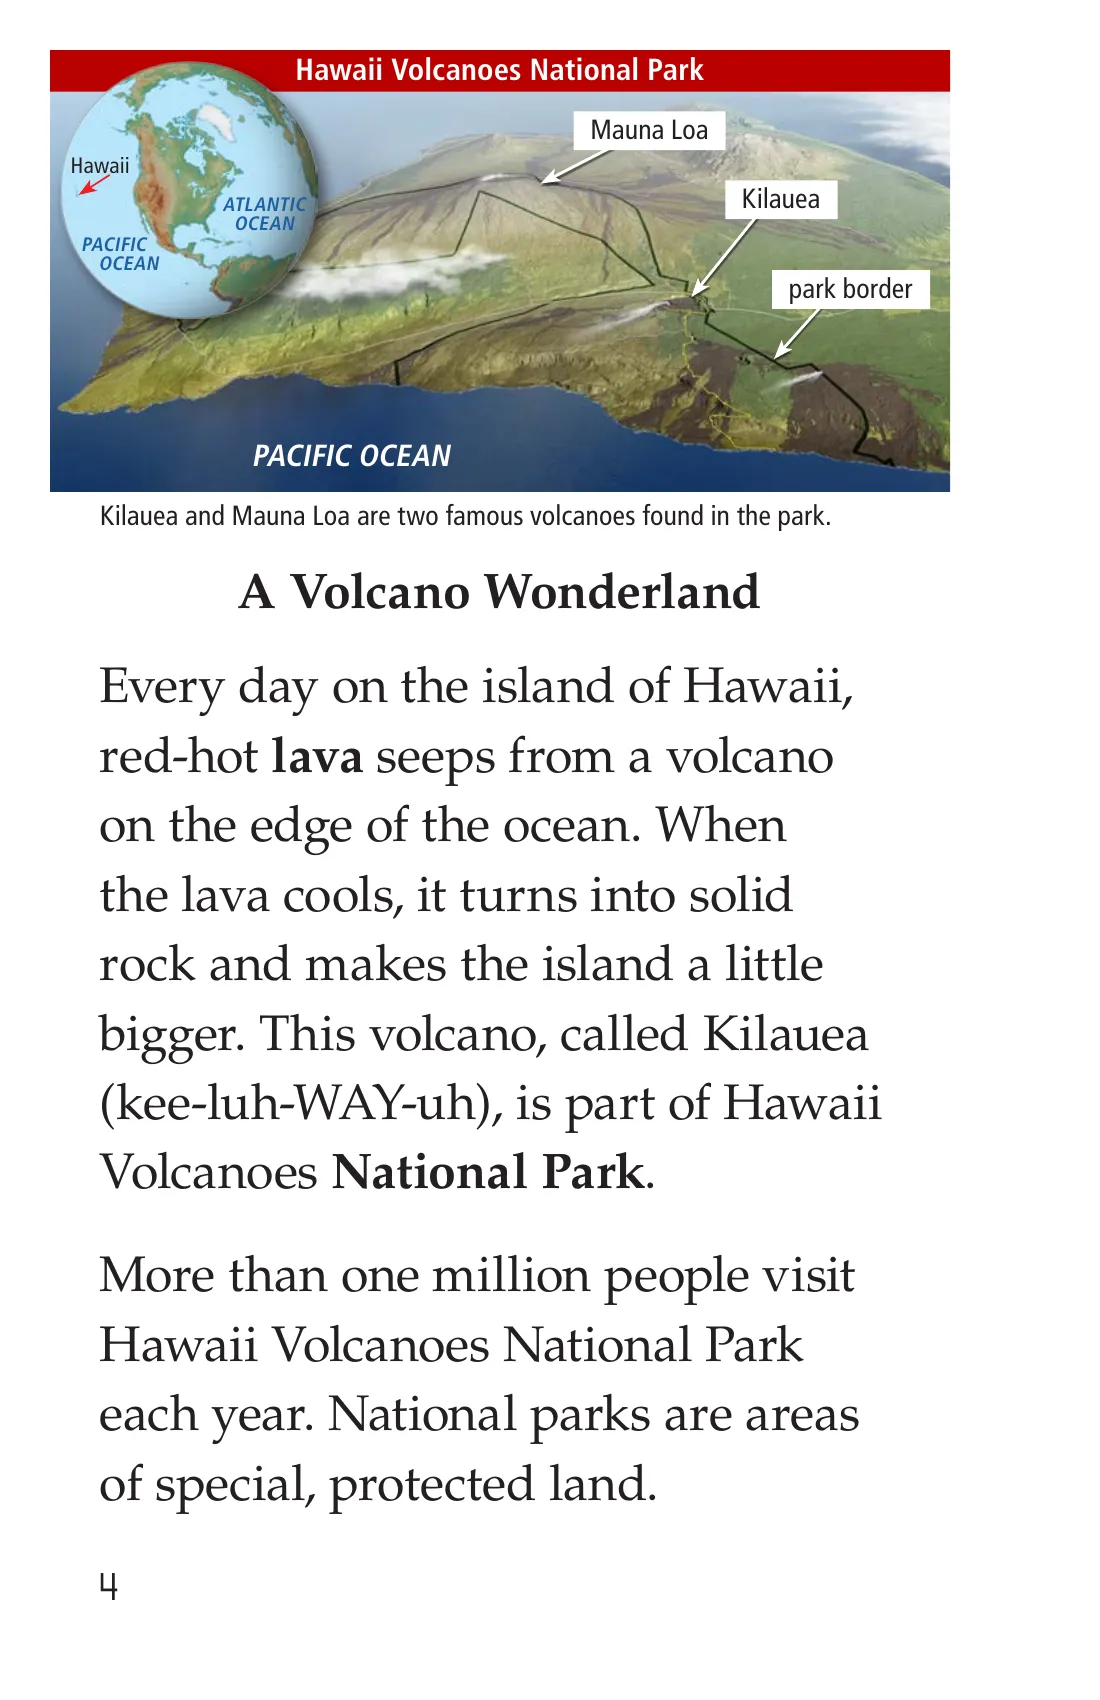 Hawaii Volcanoes National Park
Mauna Loa
Hawaii
Kilauea
ATLANTIC
OCEAN
PACIFIC
OCEAN
park border
PACIFIC OCEAN
Kilauea and Mauna Loa are two famous volcanoes found in the park.
A Volcano Wonderland
Every day on the island of Hawaii,
red-hot lava seeps from a volcano
on the edge of the ocean. When
the lava cools, it turns into solid
rock and makes the island a little
bigger. This volcano, called Kilauea
(kee-luh-WAY-uh), is part of Hawaii
Volcanoes National Park.
More than one million people visit
Hawaii Volcanoes National Park
each year. National parks are areas
of special, protected land.
4